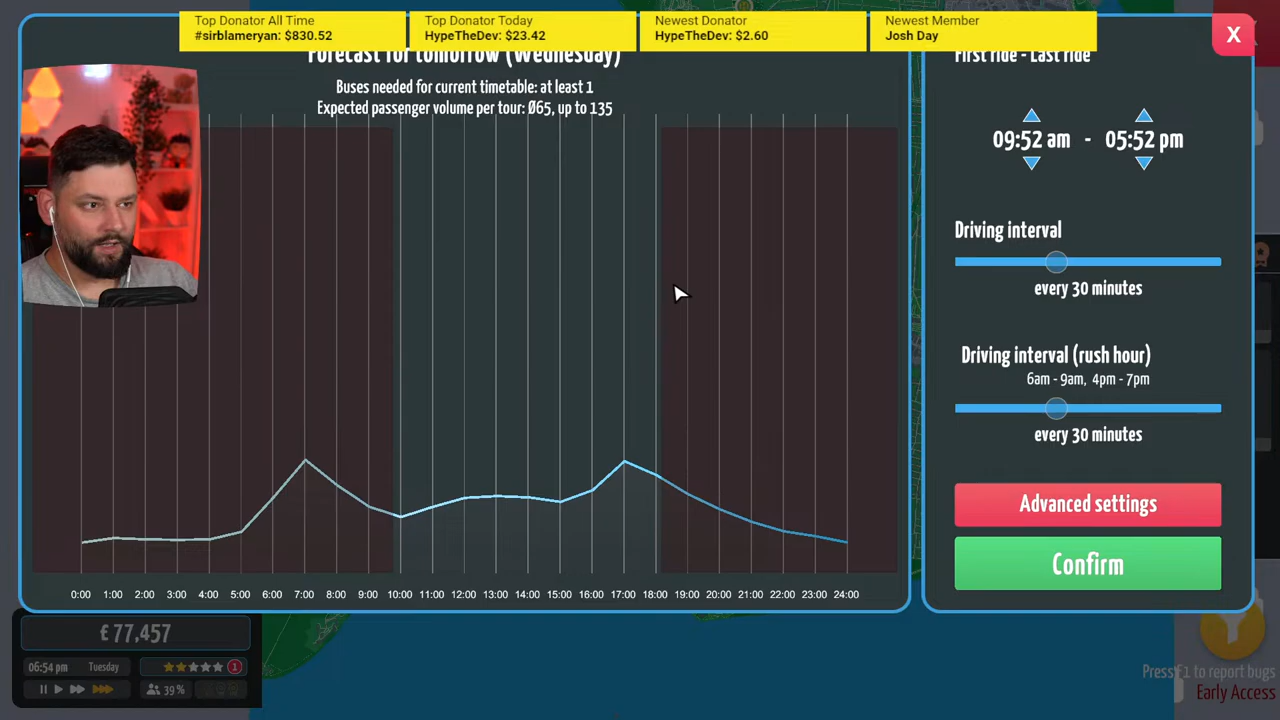 Top Donator All Time
#sirblameryan: $830.52
Top Donator Today
HypeTheDev: $23.42
Newest Donator
HypeTheDev: $2.60
Newest Member
Josh Day
X
Forecast for tomorrow (Wednesday)
Buses needed for current timetable: at least 1
Expected passenger volume per tour: Ø65, up to 135
First ride - Last ride
09:52 am - 05:52 pm
Driving interval
every 30 minutes
Driving interval (rush hour)
6am - 9am, 4pm - 7pm
every 30 minutes
Advanced settings
Confirm
0:00 1:00 2:00 3:00 4:00 5:00 6:00 7:00 8:00 9:00 10:00 11:00 12:00 13:00 14:00 15:00 16:00 17:00 18:00 19:00 20:00 21:00 22:00 23:00 24:00
£ 77,457
06:54 pm Tuesday 1
39 %
Press F1 to report bugs
Early Access